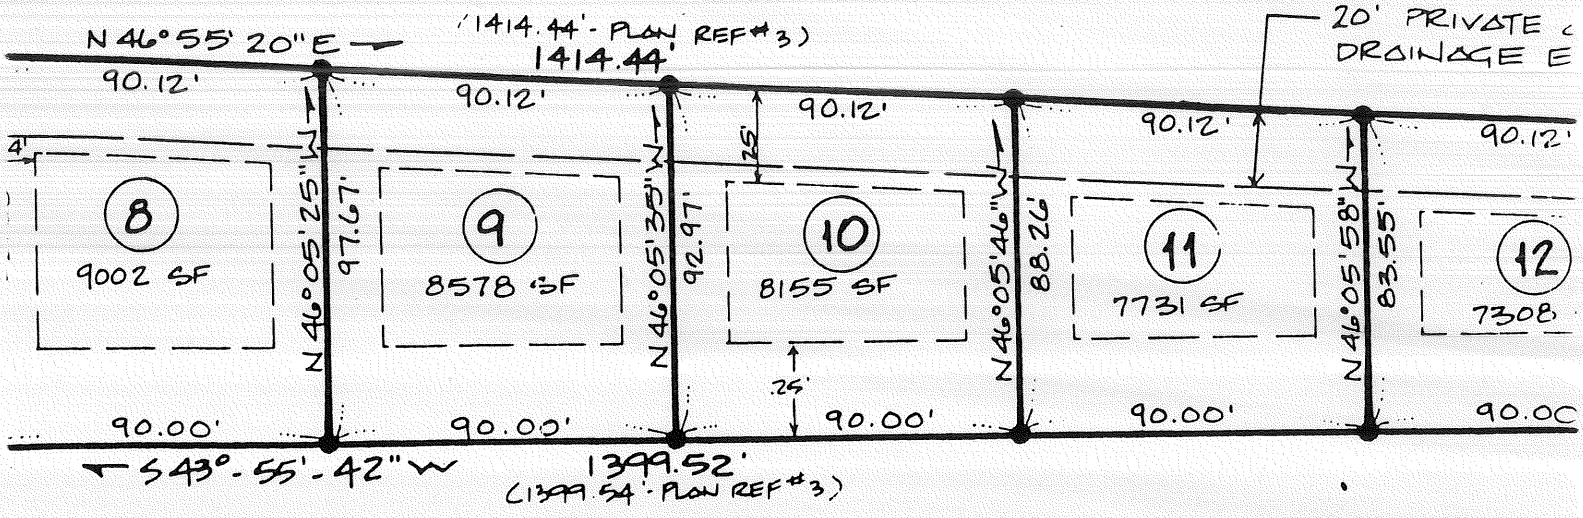 (1414.44' - PLAN REF # 3)
N 46° 55' 20" E
1414.44'
20' PRIVATE
DRAINAGE E
90.12'
90.12'
90.12'
90.12'
90.12'
4'
25'
8
9002 SF
N 46° 05' 25" W
97.67'
9
8578 SF
N 46° 05' 35" W
92.97'
10
8155 SF
N 46° 05' 46" W
88.26'
11
7731 SF
N 46° 05' 58" W
83.55'
12
7308
25'
90.00'
90.00'
90.00'
90.00'
90.00
S 43° - 55' - 42" W
1399.52'
(1399.54' - PLAN REF # 3)